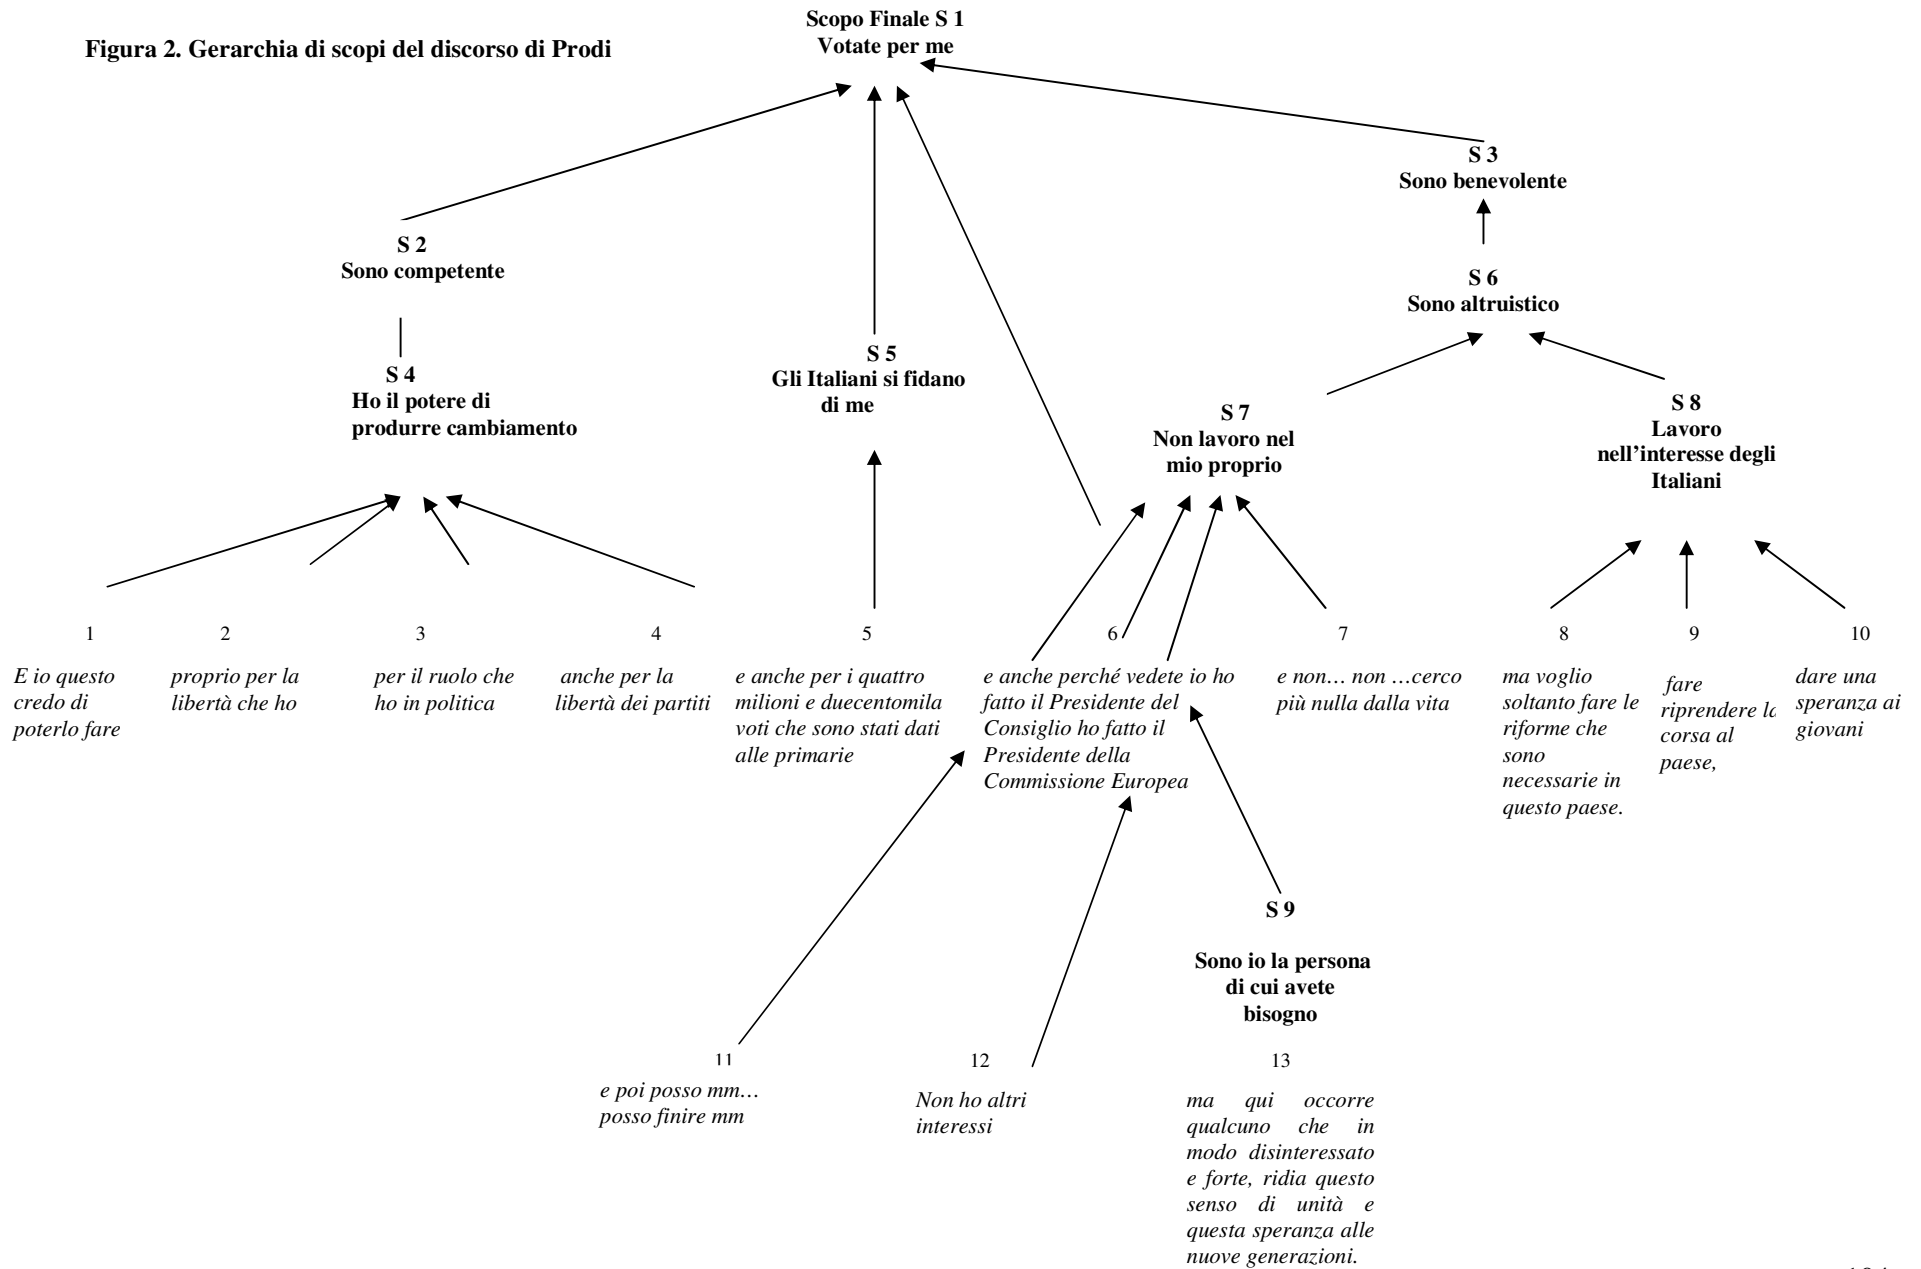 Scopo Finale S 1
Votate per me
Figura 2. Gerarchia di scopi del discorso di Prodi
S 3
Sono benevolente
S 2
Sono competente
S 6
Sono altruistico
S 5
Gli Italiani si fidano
di me
S 4
Ho il potere di
produrre cambiamento
S 7
Non lavoro nel
mio proprio
S 8
Lavoro
nell'interesse degli
Italiani
1
E io questo
credo di
poterlo fare
2
proprio per la
libertà che ho
3
per il ruolo che
ho in politica
4
anche per la
libertà dei partiti
5
e anche per i quattro
milioni e duecentomila
voti che sono stati dati
alle primarie
6
e anche perché vedete io ho
fatto il Presidente del
Consiglio ho fatto il
Presidente della
Commissione Europea
7
e non… non …cerco
più nulla dalla vita
8
ma voglio
soltanto fare le
riforme che
sono
necessarie in
questo paese.
9
fare
riprendere la
corsa al
paese,
10
dare una
speranza ai
giovani
S 9
Sono io la persona
di cui avete
bisogno
11
e poi posso mm…
posso finire mm
12
Non ho altri
interessi
13
ma qui occorre
qualcuno che in
modo disinteressato
e forte, ridia questo
senso di unità e
questa speranza alle
nuove generazioni.